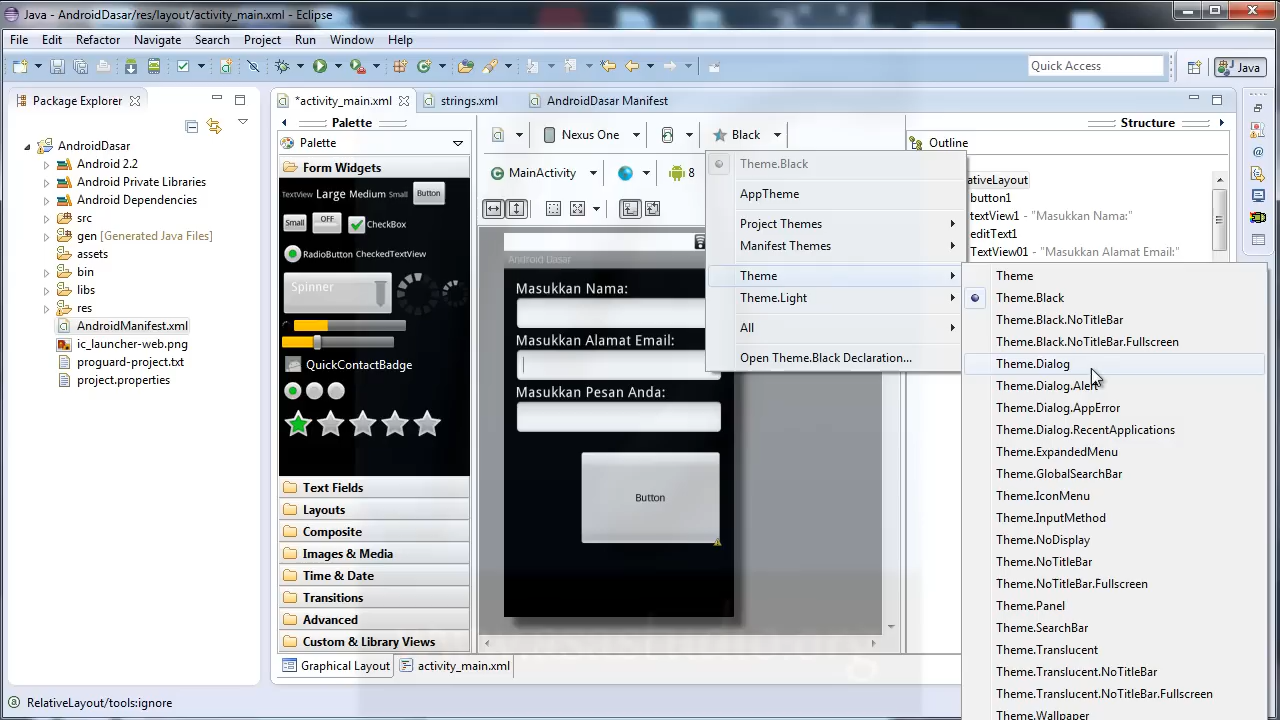 Java - AndroidDasar/res/layout/activity_main.xml - Eclipse
File Edit Refactor Navigate Search Project Run Window Help
Quick Access
Java
Package Explorer
AndroidDasar
Android 2.2
Android Private Libraries
Android Dependencies
src
gen [Generated Java Files]
assets
bin
libs
res
AndroidManifest.xml
ic_launcher-web.png
proguard-project.txt
project.properties
*activity_main.xml
strings.xml
AndroidDasar Manifest
Palette
Palette
Form Widgets
TextView Large Medium Small Button
Small OFF CheckBox
RadioButton CheckedTextView
Spinner
QuickContactBadge
Text Fields
Layouts
Composite
Images & Media
Time & Date
Transitions
Advanced
Custom & Library Views
Nexus One
Black
MainActivity
8
Android Dasar
Masukkan Nama:
Masukkan Alamat Email:
Masukkan Pesan Anda:
Button
Graphical Layout
activity_main.xml
Structure
Outline
lativeLayout
button1
textView1 - "Masukkan Nama:"
editText1
TextView01 - "Masukkan Alamat Email:"
Theme.Black
AppTheme
Project Themes
Manifest Themes
Theme
Theme.Light
All
Open Theme.Black Declaration...
Theme
Theme.Black
Theme.Black.NoTitleBar
Theme.Black.NoTitleBar.Fullscreen
Theme.Dialog
Theme.Dialog.Alert
Theme.Dialog.AppError
Theme.Dialog.RecentApplications
Theme.ExpandedMenu
Theme.GlobalSearchBar
Theme.IconMenu
Theme.InputMethod
Theme.NoDisplay
Theme.NoTitleBar
Theme.NoTitleBar.Fullscreen
Theme.Panel
Theme.SearchBar
Theme.Translucent
Theme.Translucent.NoTitleBar
Theme.Translucent.NoTitleBar.Fullscreen
Theme.Wallpaper
RelativeLayout/tools:ignore